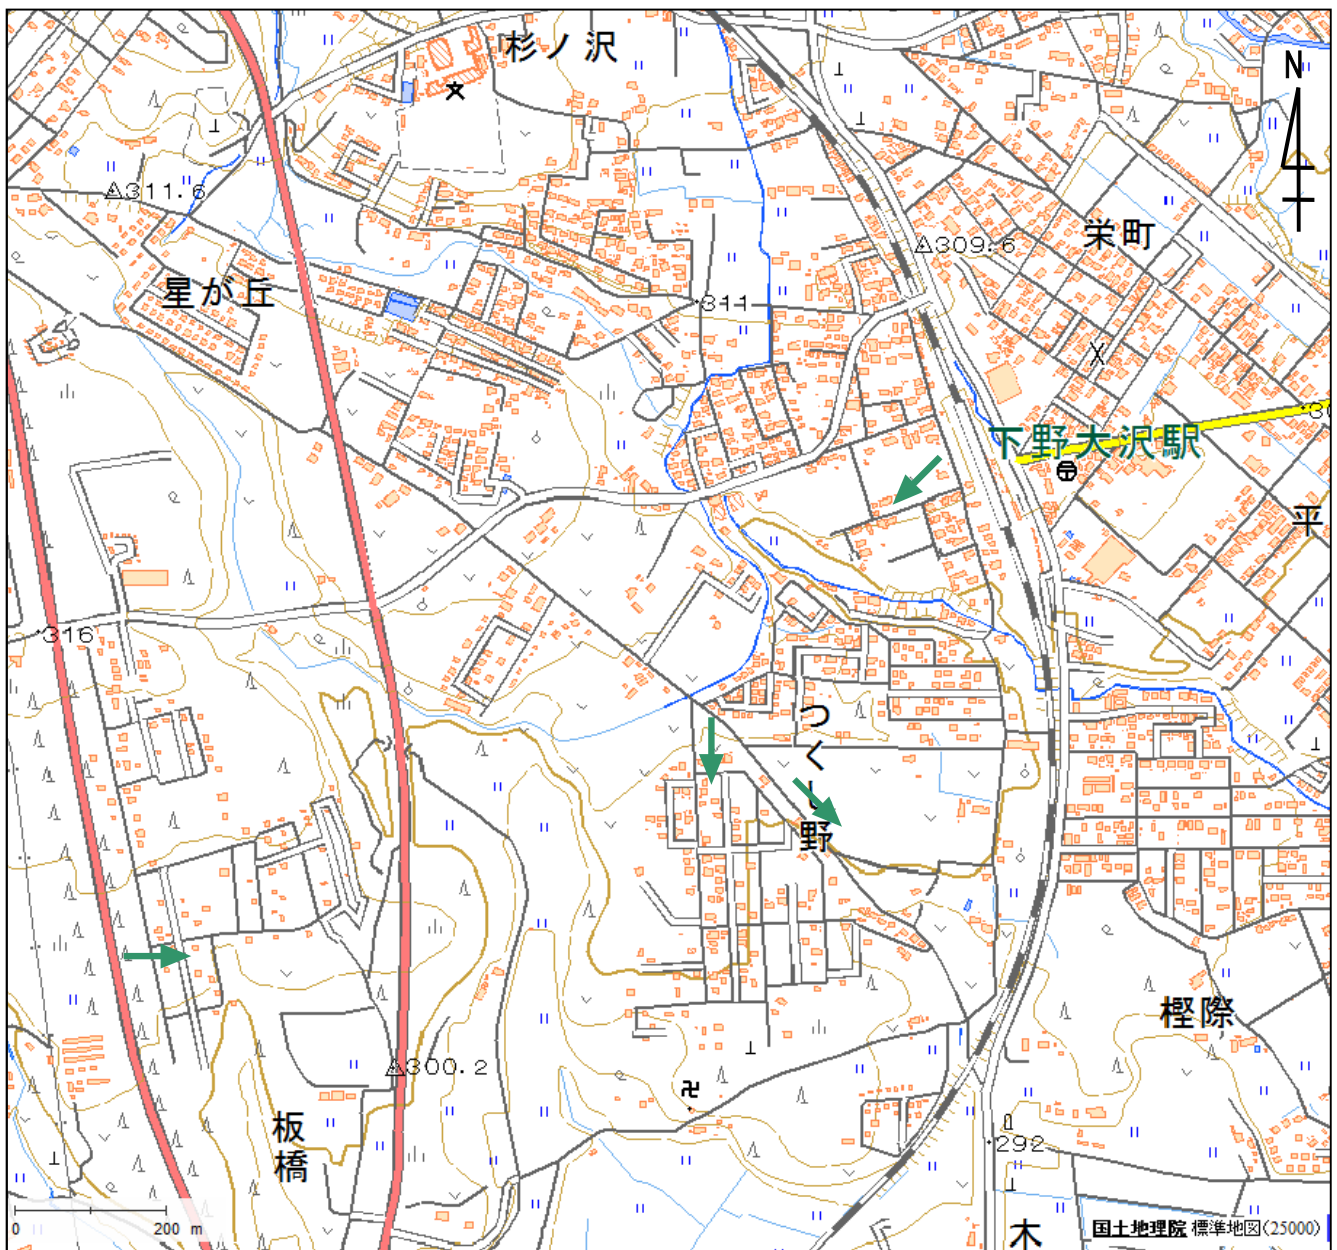 杉ノ沢
N
△311.6
栄町
△309.6
星が丘
311
下野大沢駅
平
316
つくし野
樫際
△300.2
板橋
292
木
0
200 m
国土地理院 標準地図(25000)